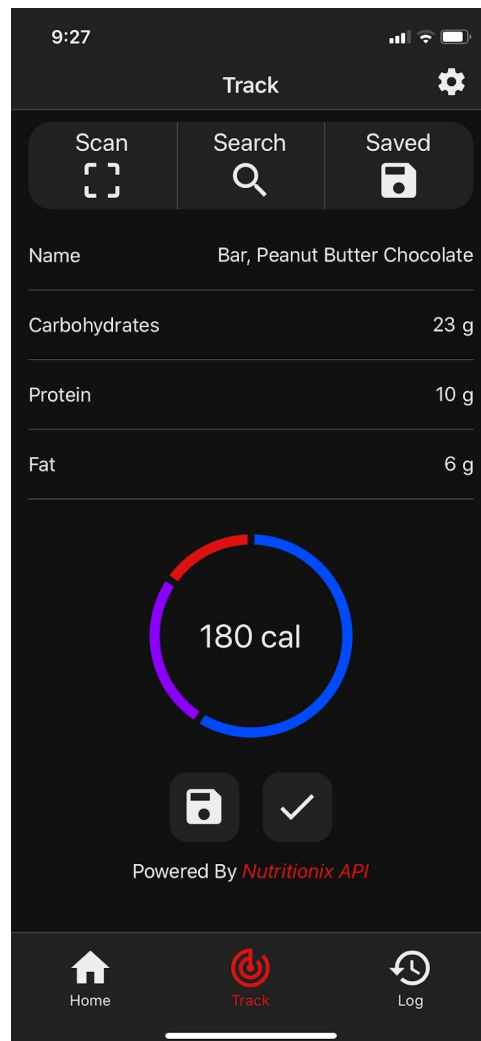 9:27
Track
Scan Search Saved
Name Bar, Peanut Butter Chocolate
Carbohydrates 23 g
Protein 10 g
Fat 6 g
180 cal
Powered By Nutritionix API
Home Track Log